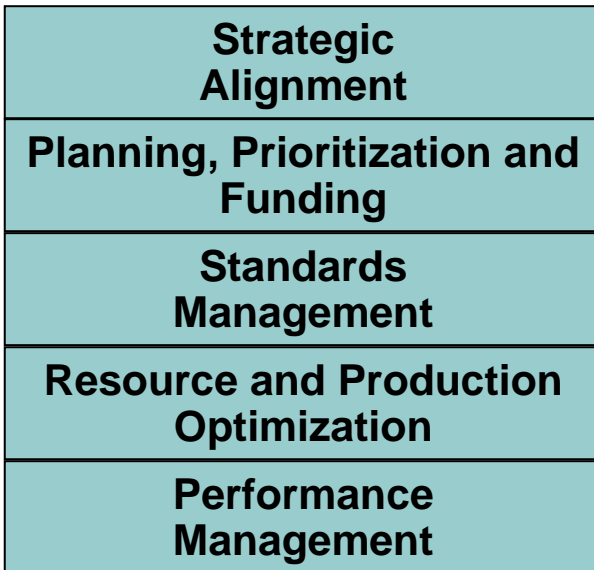 Strategic
Alignment
Planning, Prioritization and
Funding
Standards
Management
Resource and Production
Optimization
Performance
Management